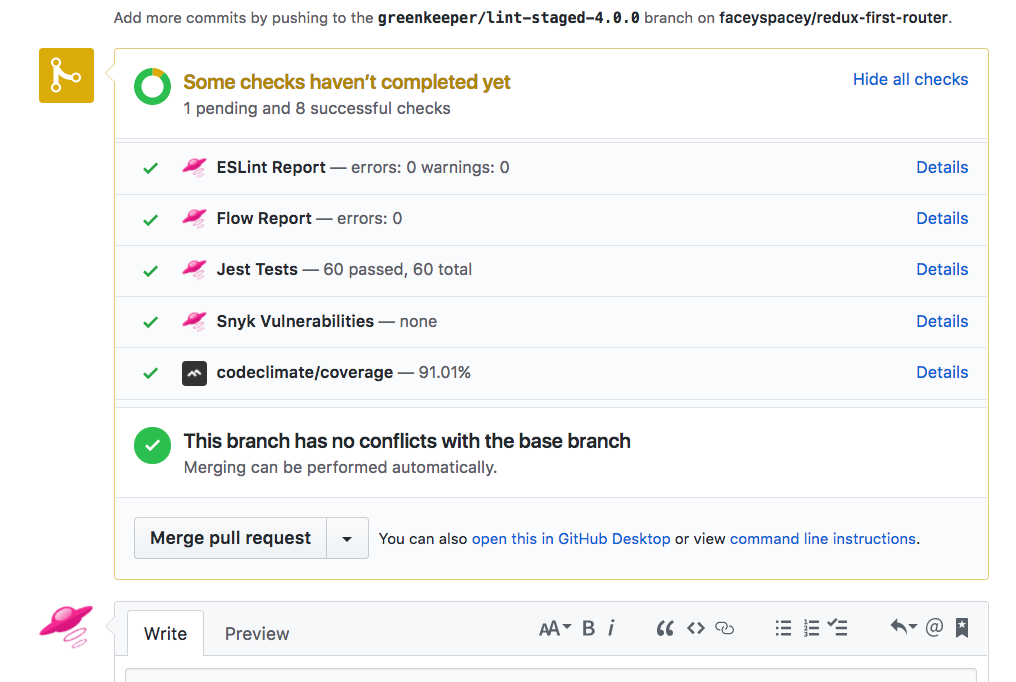 Add more commits by pushing to the greenkeeper/lint-staged-4.0.0 branch on faceyspacey/redux-first-router.
Some checks haven’t completed yet
Hide all checks
1 pending and 8 successful checks
ESLint Report — errors: 0 warnings: 0 Details
Flow Report — errors: 0 Details
Jest Tests — 60 passed, 60 total Details
Snyk Vulnerabilities — none Details
codeclimate/coverage — 91.01% Details
This branch has no conflicts with the base branch
Merging can be performed automatically.
Merge pull request You can also open this in GitHub Desktop or view command line instructions.
Write Preview AA B i